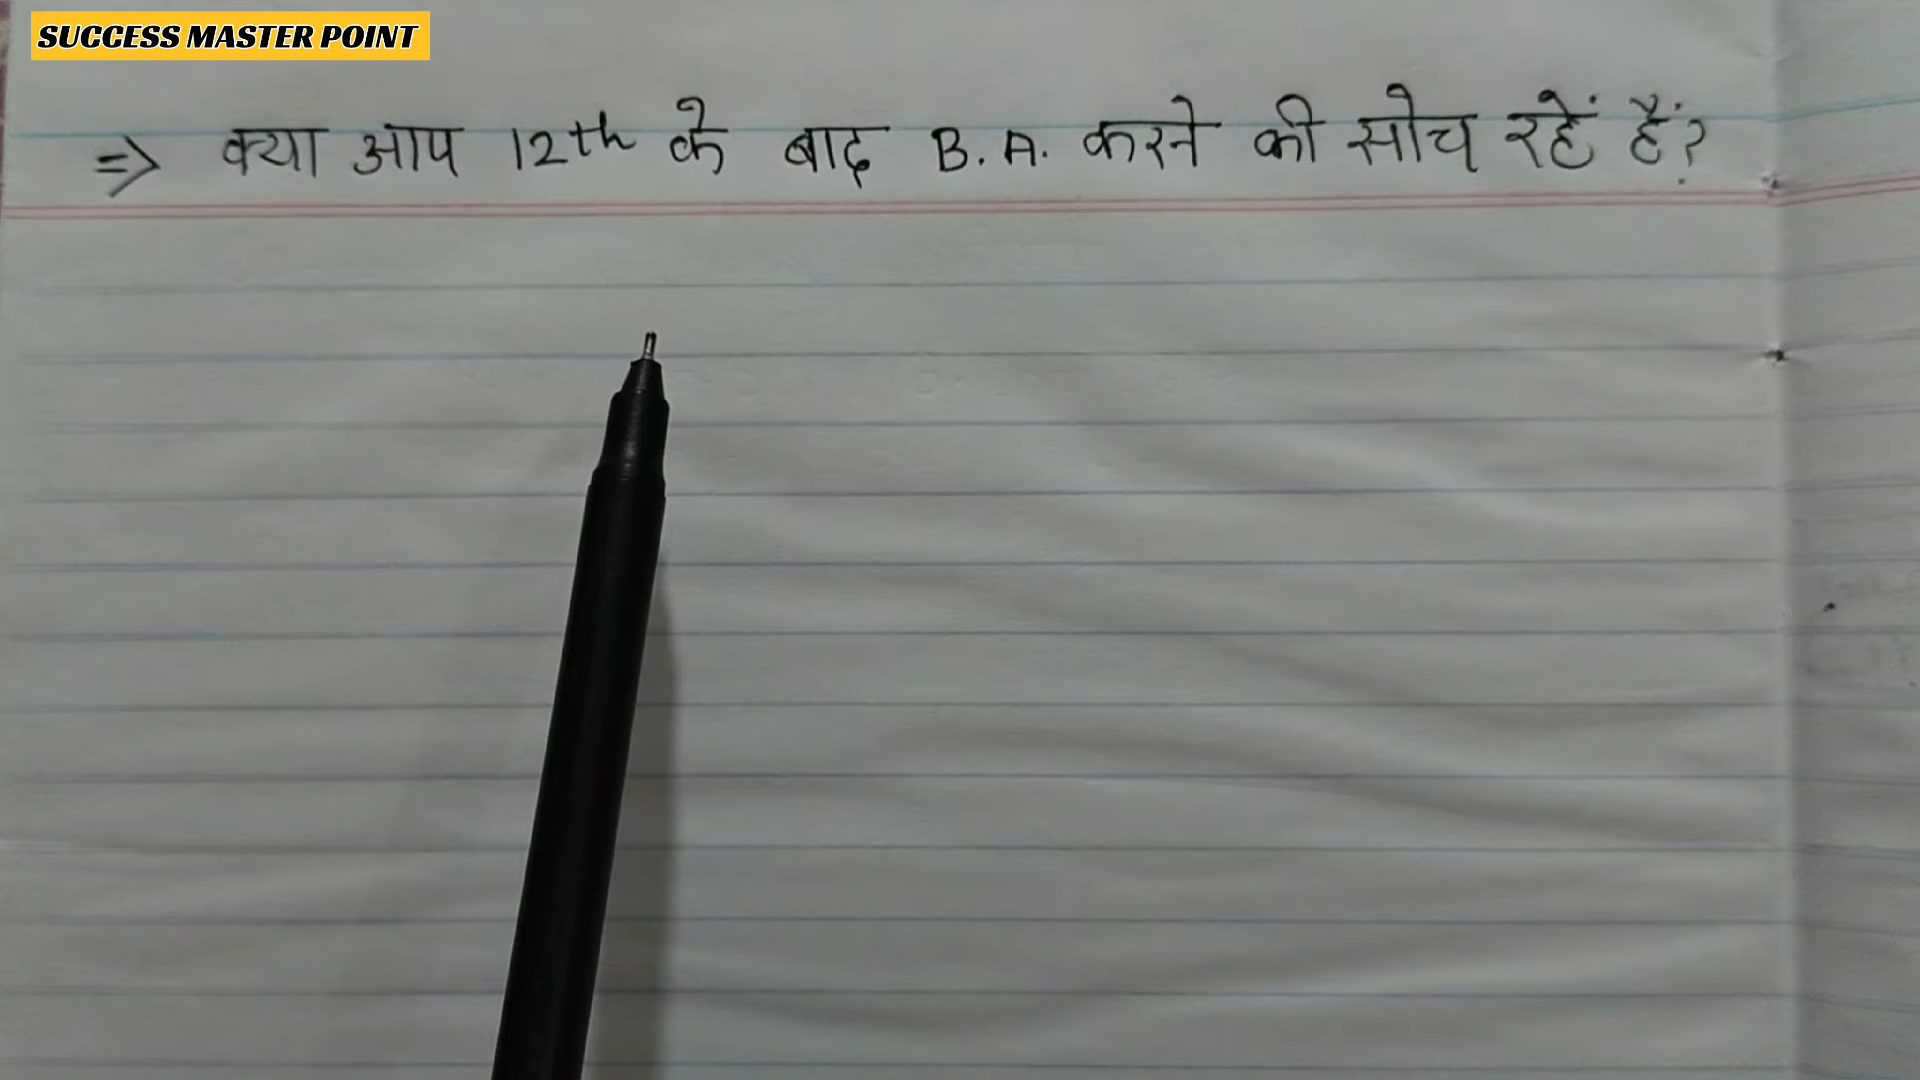 SUCCESS MASTER POINT
=> क्या आप 12th के बाद B.A. करने की सोच रहें हैं?